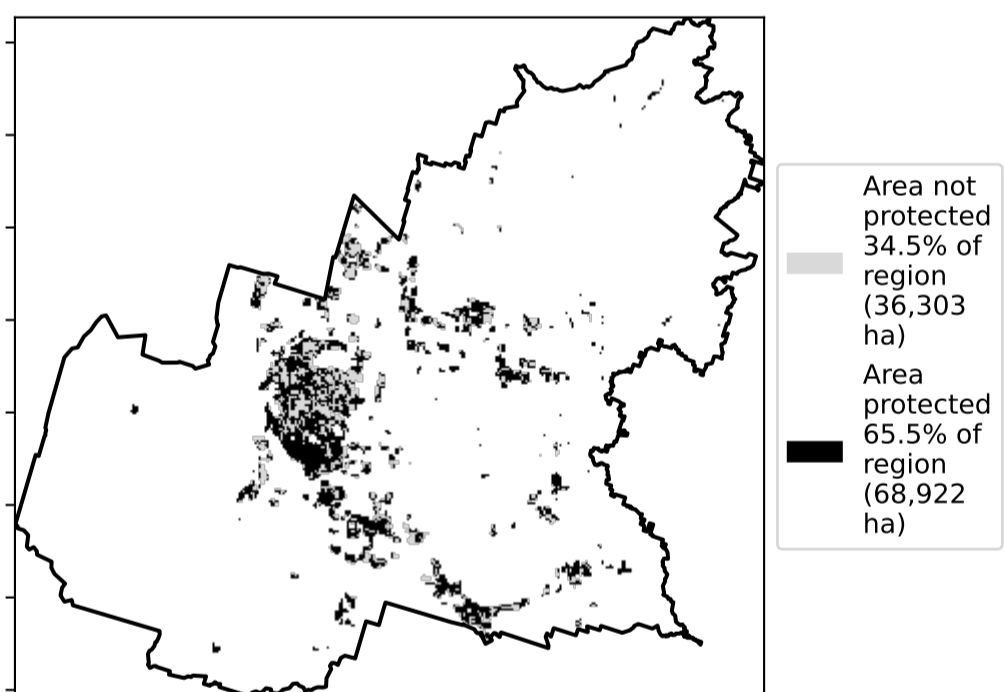 Area not
protected
34.5% of
region
(36,303
ha)
Area
protected
65.5% of
region
(68,922
ha)